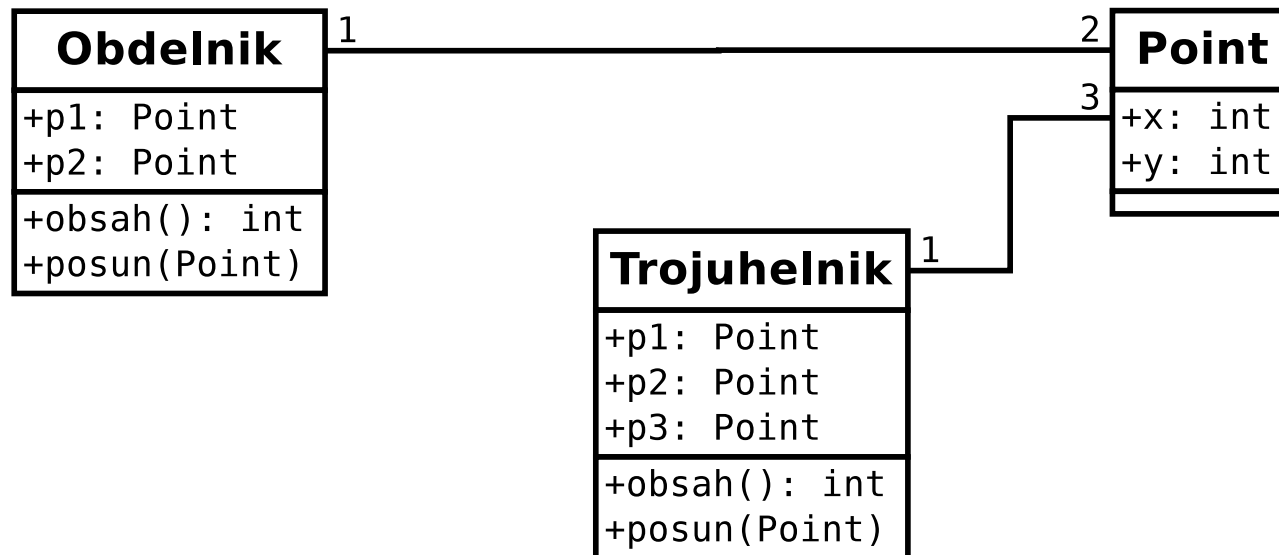 Obdelnik
+p1: Point
+p2: Point
+obsah(): int
+posun(Point)
1
2
3
Point
+x: int
+y: int
Trojuhelnik
1
+p1: Point
+p2: Point
+p3: Point
+obsah(): int
+posun(Point)